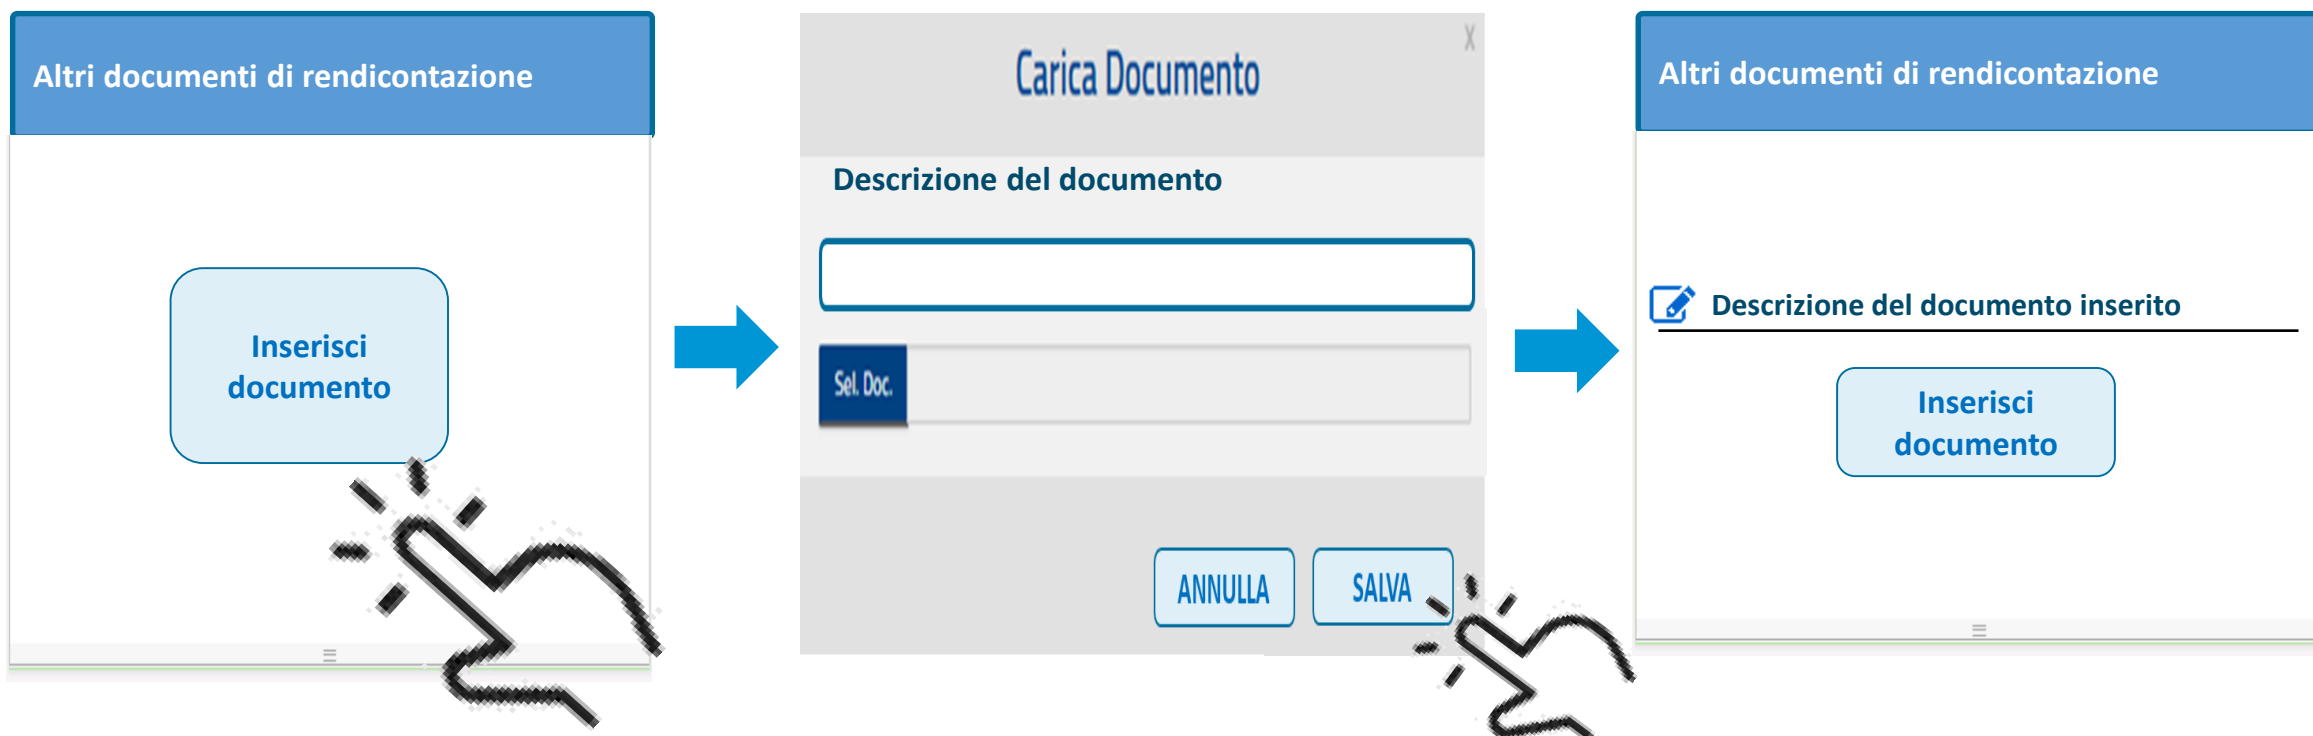 Altri documenti di rendicontazione
Inserisci
documento
Carica Documento
X
Descrizione del documento
Sel. Doc.
ANNULLA
SALVA
Altri documenti di rendicontazione
Descrizione del documento inserito
Inserisci
documento